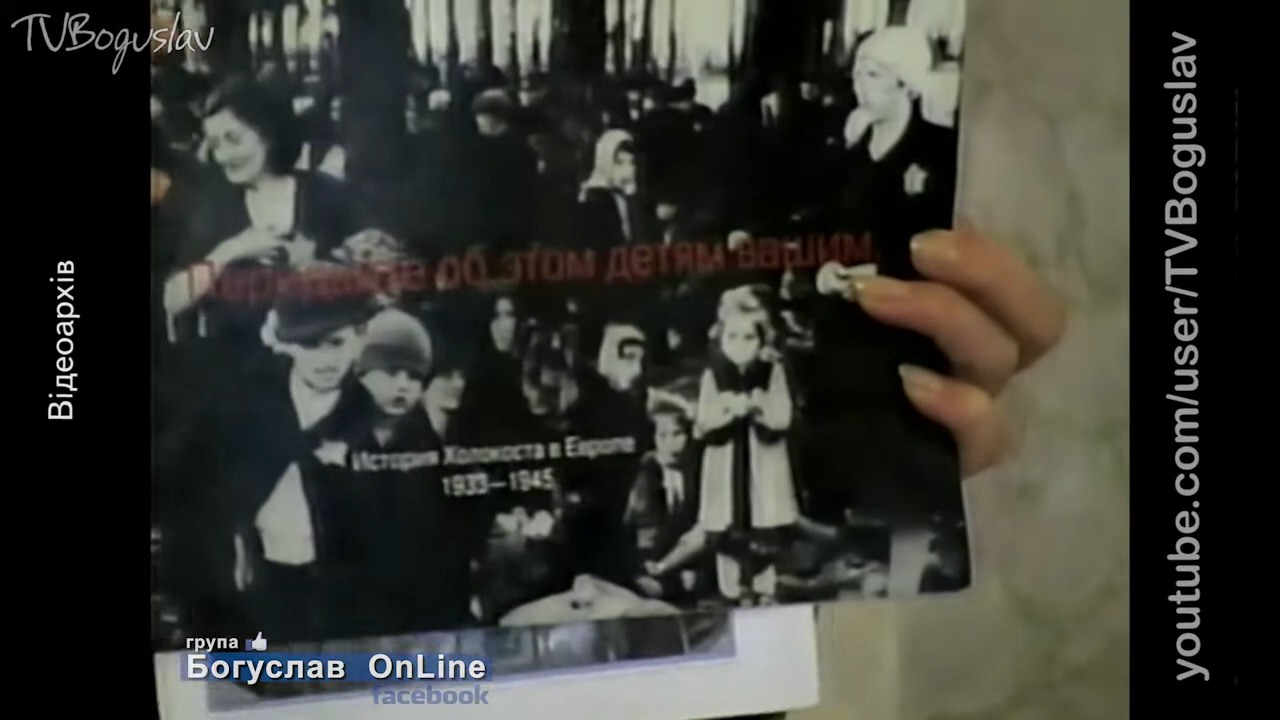 TVBoguslav
Відеоархів
об этом детям вашим
История Холокоста в Европе
1933—1945
група
Богуслав OnLine
facebook
youtube.com/user/TVBoguslav